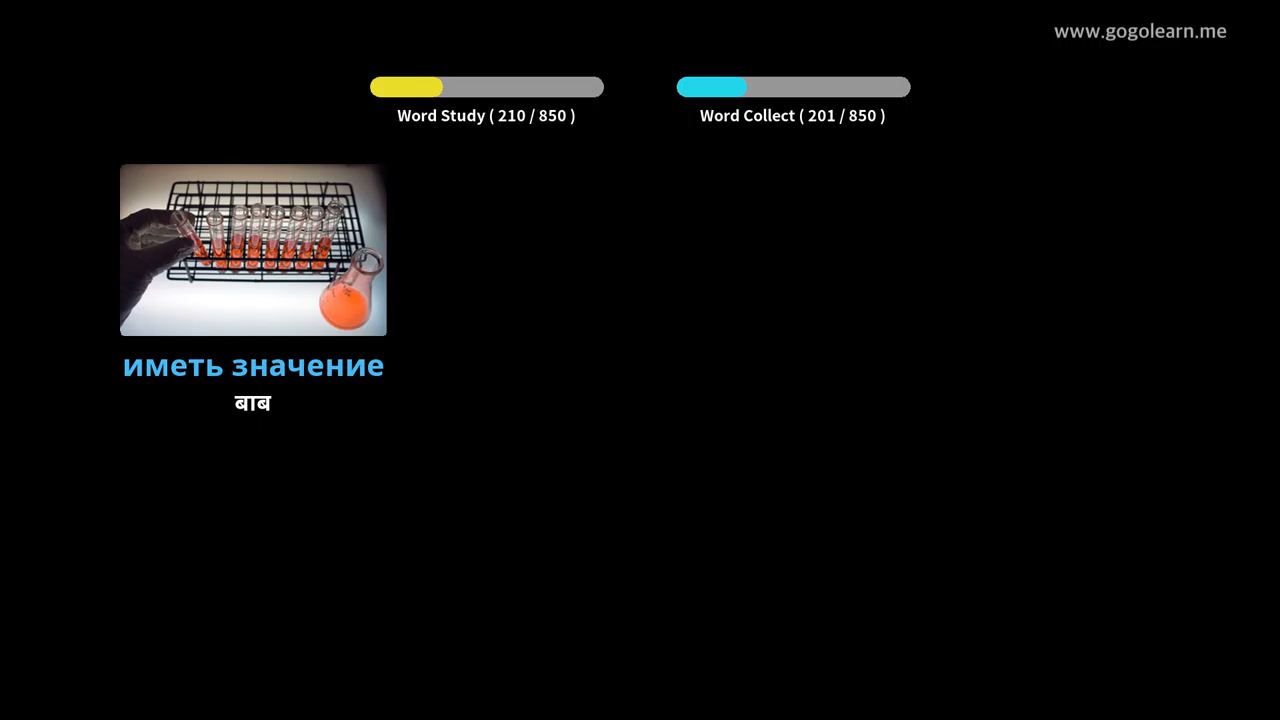 www.gogolearn.me
Word Study ( 210 / 850 )
Word Collect ( 201 / 850 )
иметь значение
बाब